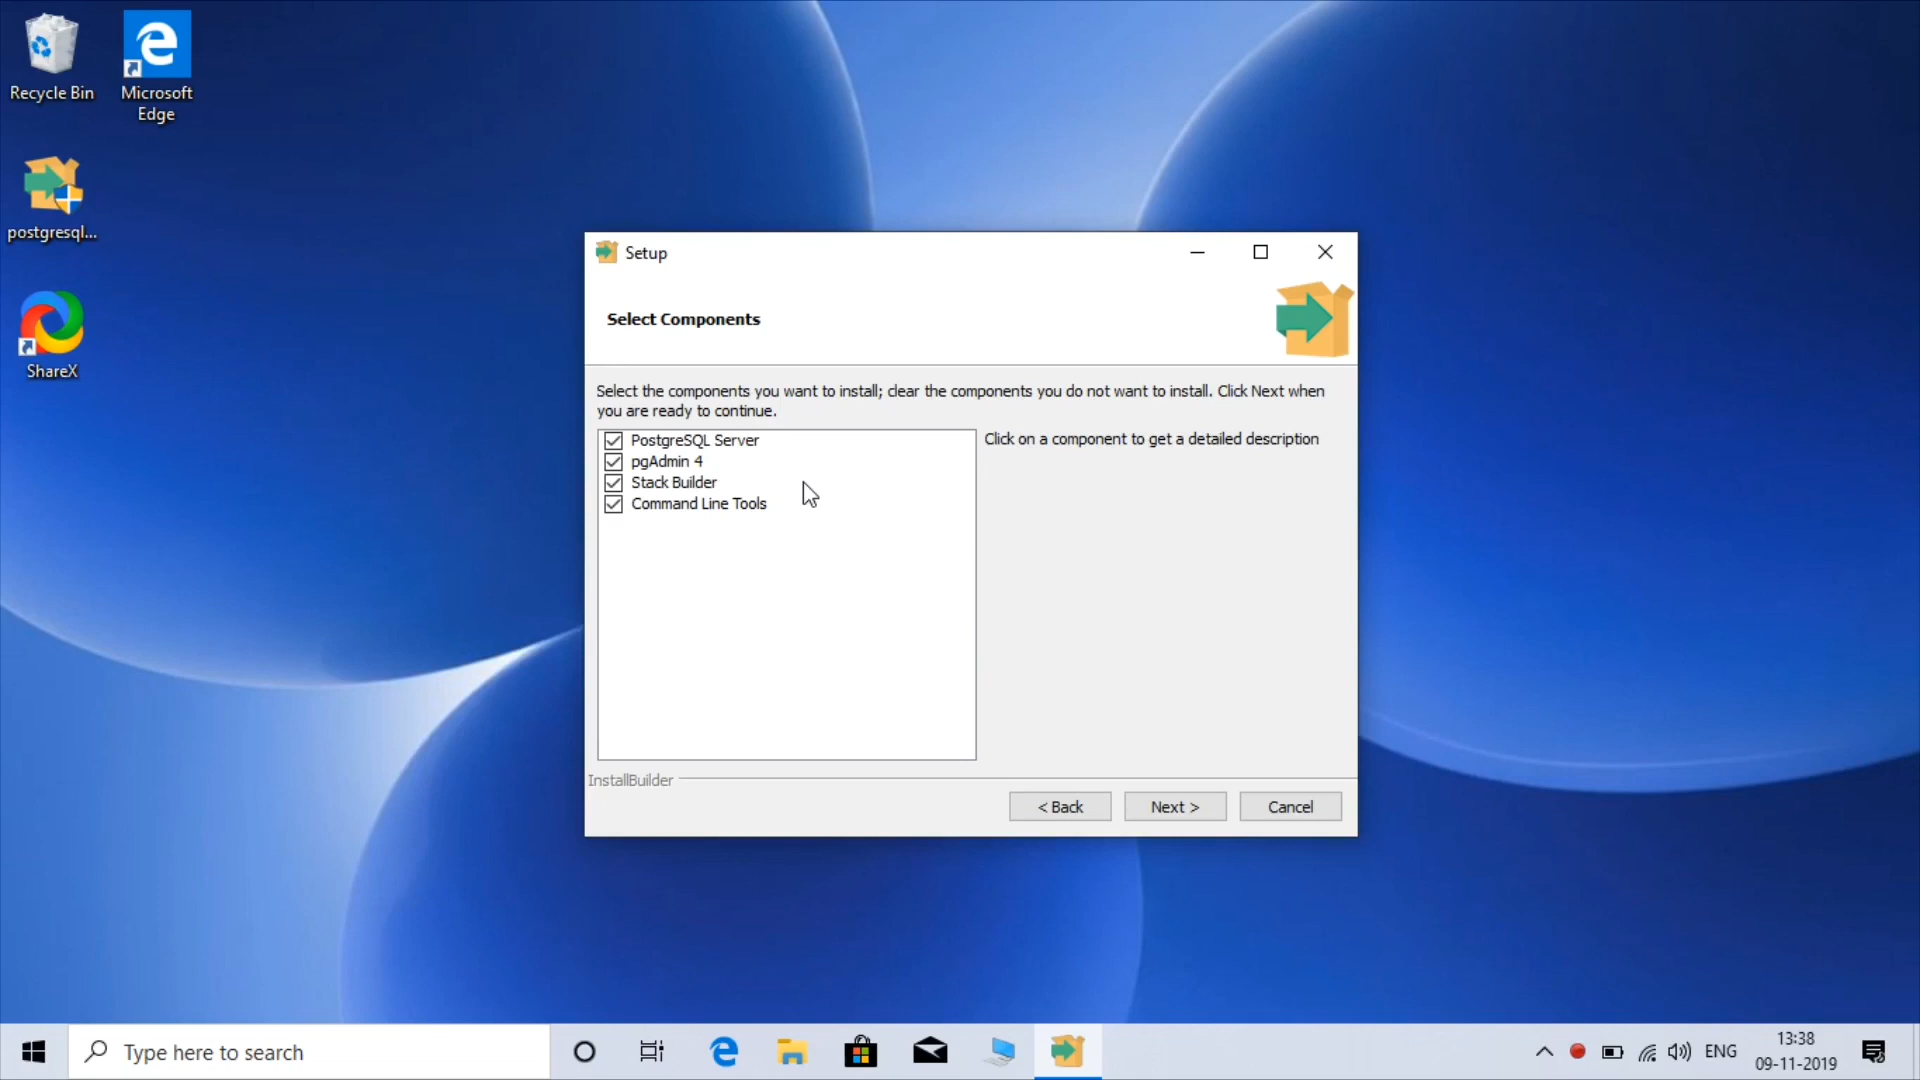 Recycle Bin
Microsoft
Edge
postgresql...
ShareX
Setup
Select Components
Select the components you want to install; clear the components you do not want to install. Click Next when
you are ready to continue.
PostgreSQL Server
pgAdmin 4
Stack Builder
Command Line Tools
Click on a component to get a detailed description
InstallBuilder
< Back
Next >
Cancel
Type here to search
ENG
13:38
09-11-2019